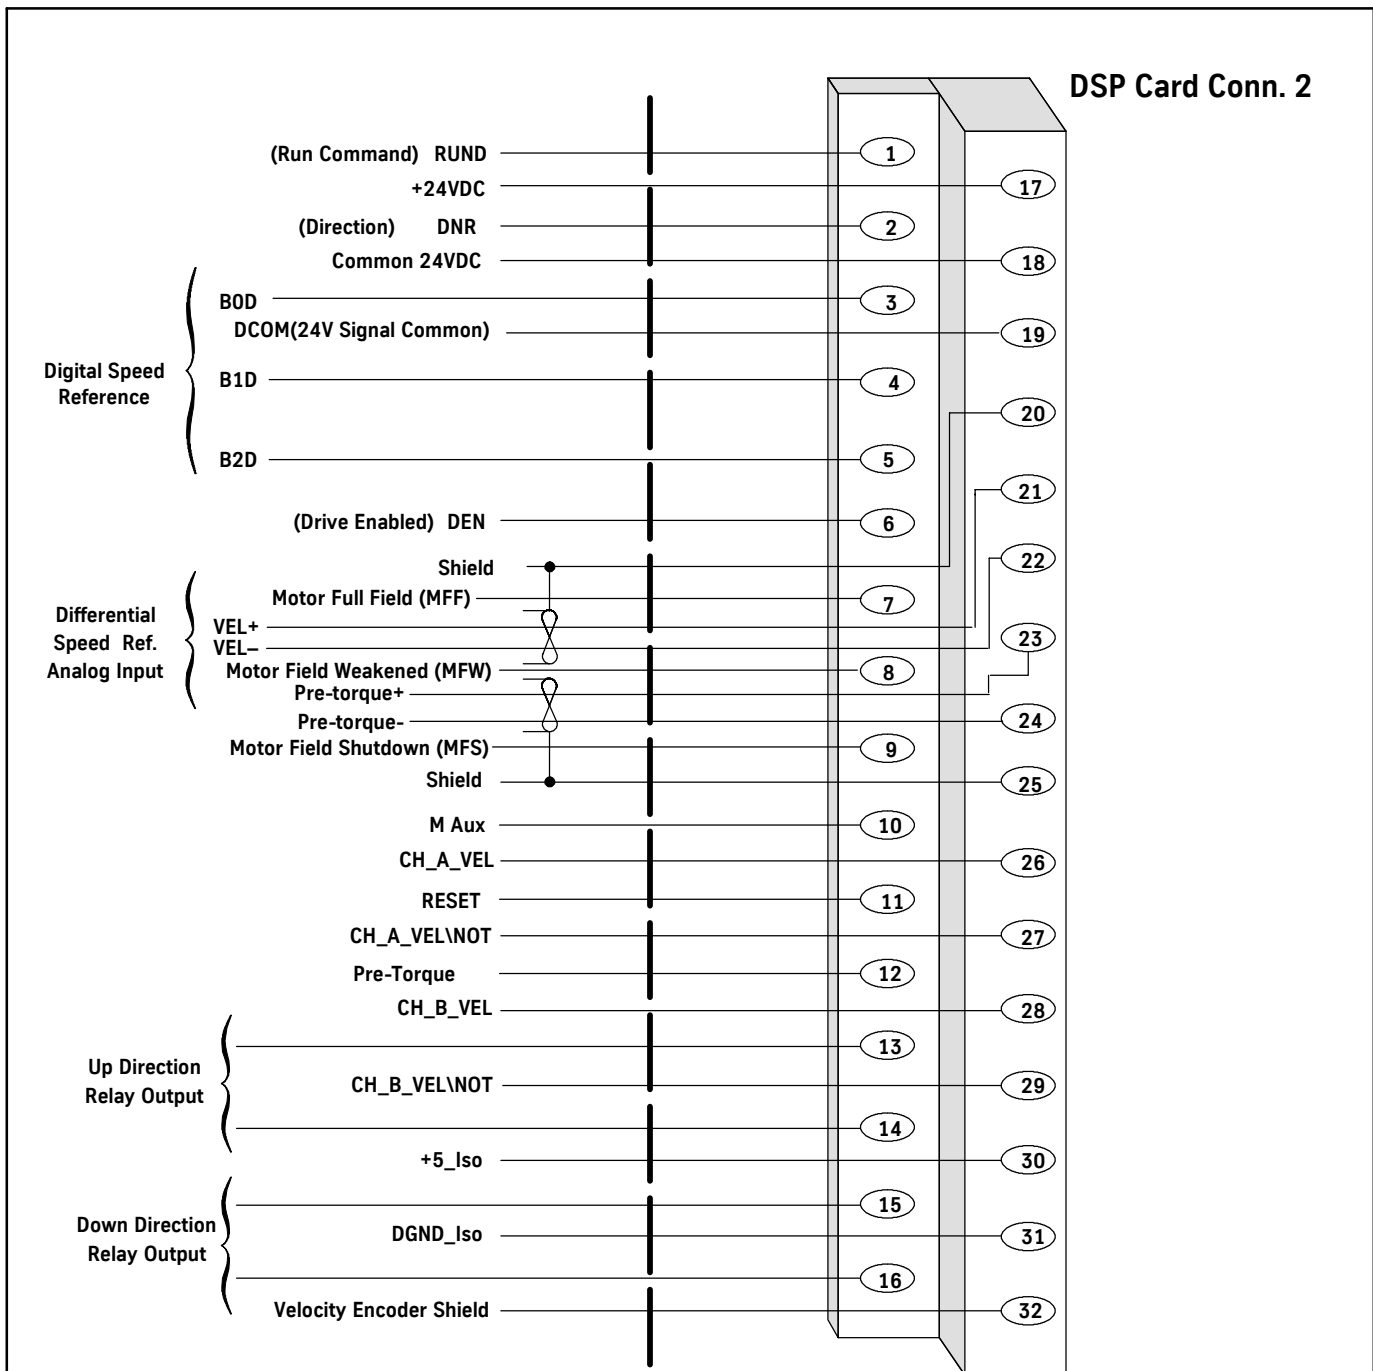 DSP Card Conn. 2
(Run Command) RUND
1
+24VDC
17
(Direction) DNR
2
Common 24VDC
18
B0D
3
DCOM(24V Signal Common)
19
Digital Speed
Reference
B1D
4
20
B2D
5
21
(Drive Enabled) DEN
6
22
Shield
Motor Full Field (MFF)
7
Differential
Speed Ref.
Analog Input
VEL+
VEL–
23
Motor Field Weakened (MFW)
8
Pre-torque+
Pre-torque-
24
Motor Field Shutdown (MFS)
9
Shield
25
M Aux
10
CH_A_VEL
26
RESET
11
CH_A_VEL\NOT
27
Pre-Torque
12
CH_B_VEL
28
13
Up Direction
Relay Output
CH_B_VEL\NOT
29
14
+5_Iso
30
15
Down Direction
Relay Output
DGND_Iso
31
16
Velocity Encoder Shield
32